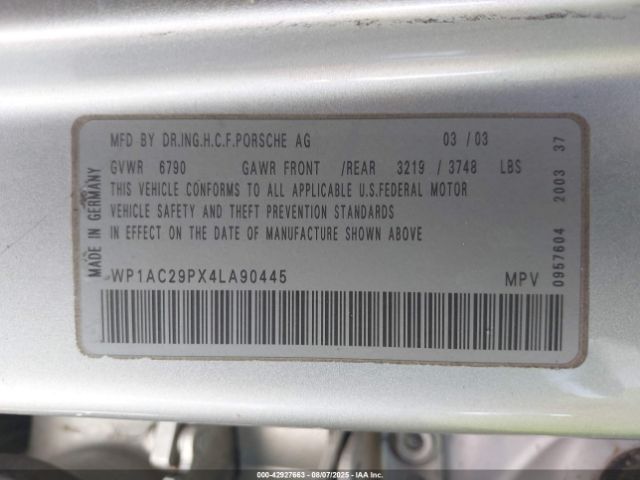 MFD BY DR.ING.H.C.F.PORSCHE AG 03 /03
GVWR 6790 GAWR FRONT /REAR 3219 / 3748 LBS
THIS VEHICLE CONFORMS TO ALL APPLICABLE U.S.FEDERAL MOTOR
VEHICLE SAFETY AND THEFT PREVENTION STANDARDS
IN EFFECT ON THE DATE OF MANUFACTURE SHOWN ABOVE
WP1AC29PX4LA90445 MPV
MADE IN GERMANY
0957604 2003 37
00-42927663 - 08/07/2025 - IAA Inc.